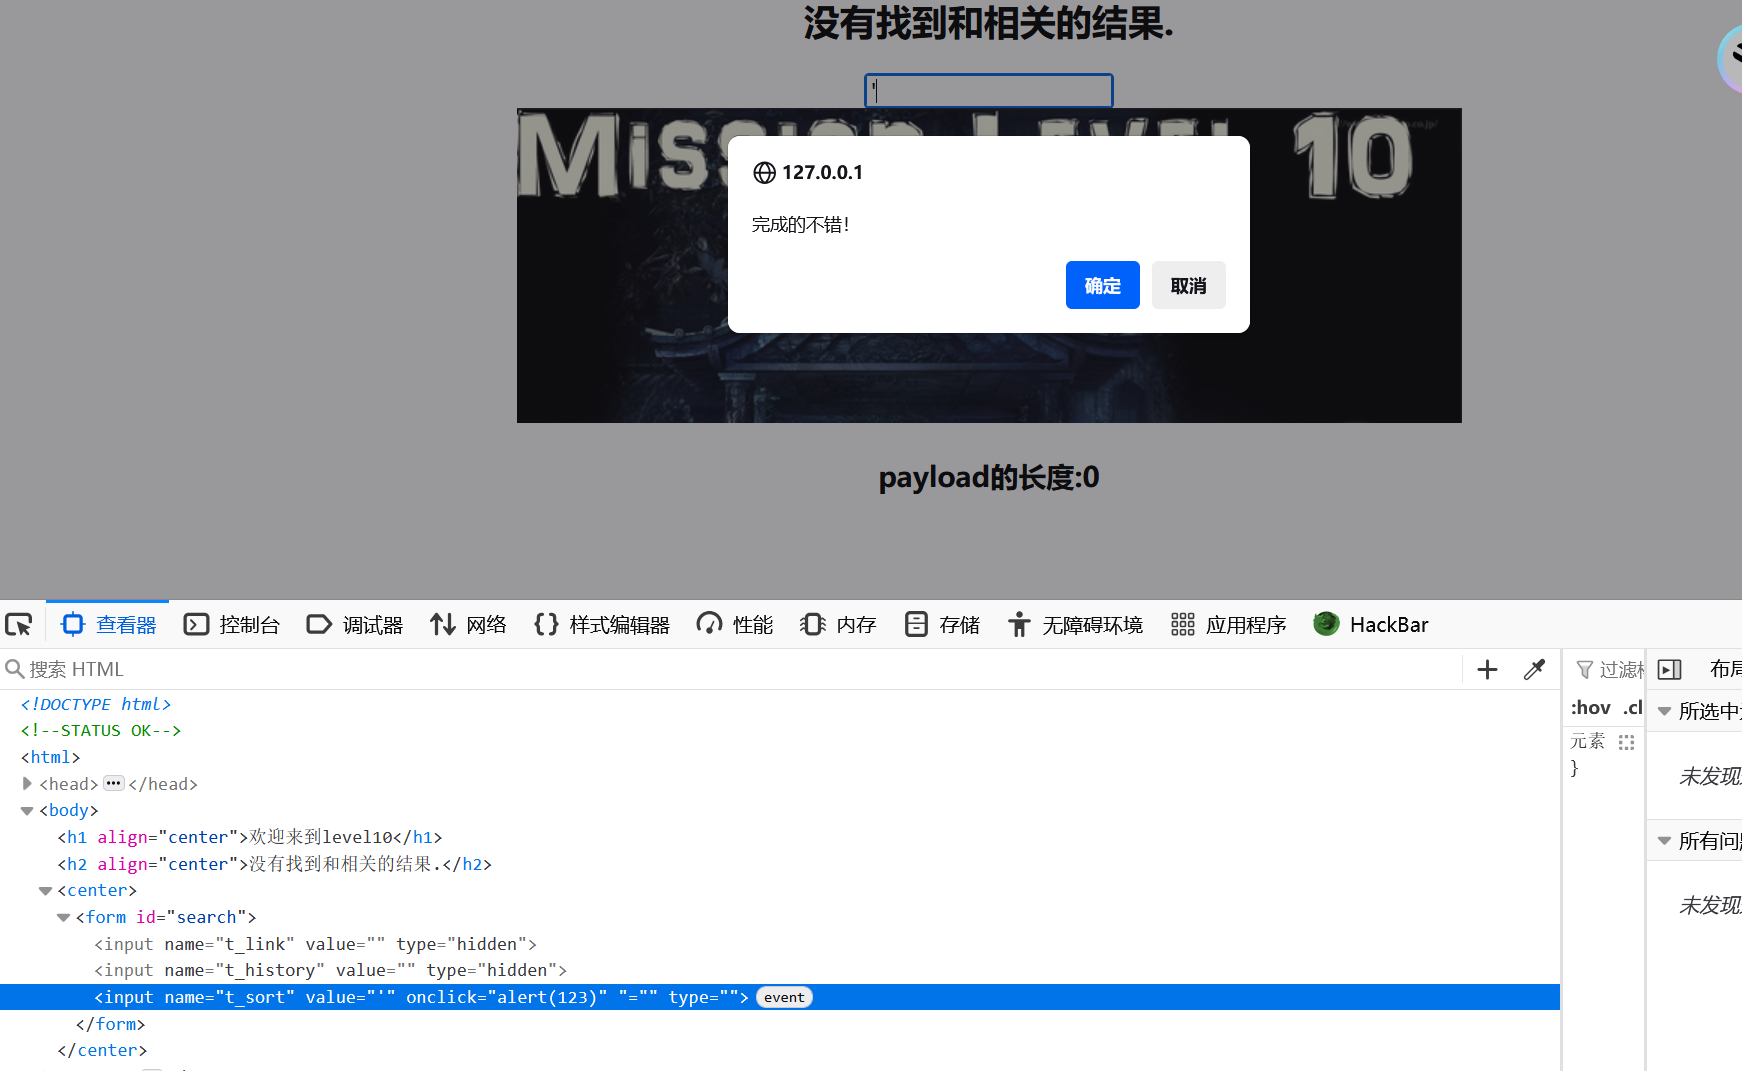 没有找到和相关的结果.
'
Mission Level 10
127.0.0.1
完成的不错！
确定
取消
payload的长度:0
查看器
控制台
调试器
网络
样式编辑器
性能
内存
存储
无障碍环境
应用程序
HackBar
搜索 HTML
:hov
.cl
元素
}
布局
所选中
未发现
所有问
未发现
<!DOCTYPE html>
<!--STATUS OK-->
<html>
<head>•••</head>
<body>
<h1 align="center">欢迎来到level10</h1>
<h2 align="center">没有找到和相关的结果.</h2>
<center>
<form id="search">
<input name="t_link" value="" type="hidden">
<input name="t_history" value="" type="hidden">
<input name="t_sort" value="'" onclick="alert(123)" "="" type="">
event
</form>
</center>